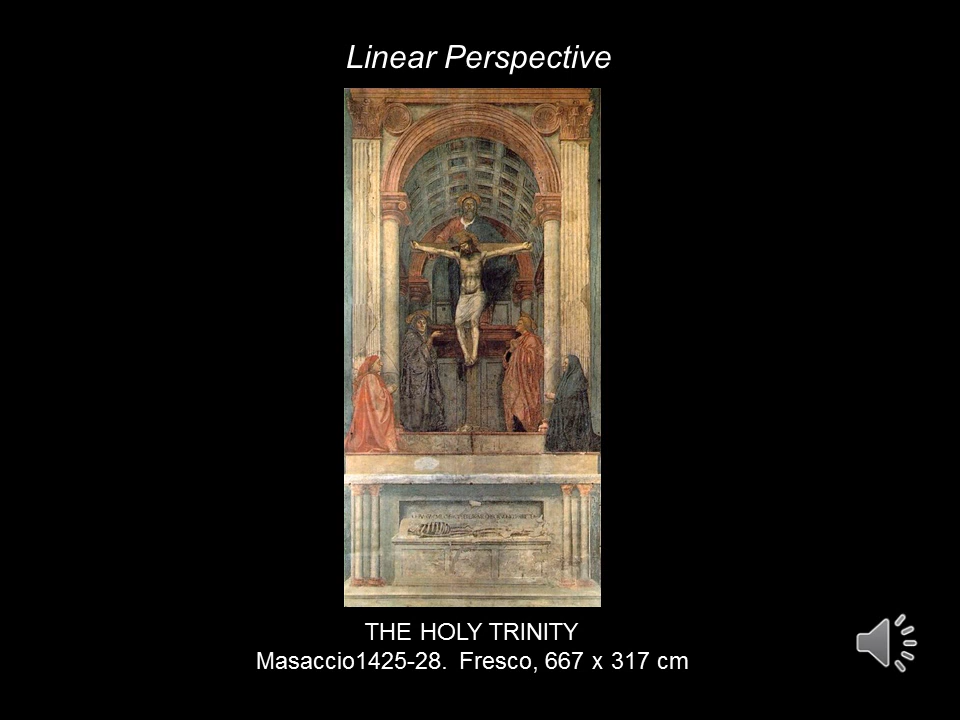 Linear Perspective
THE HOLY TRINITY
Masaccio1425-28.  Fresco, 667 x 317 cm